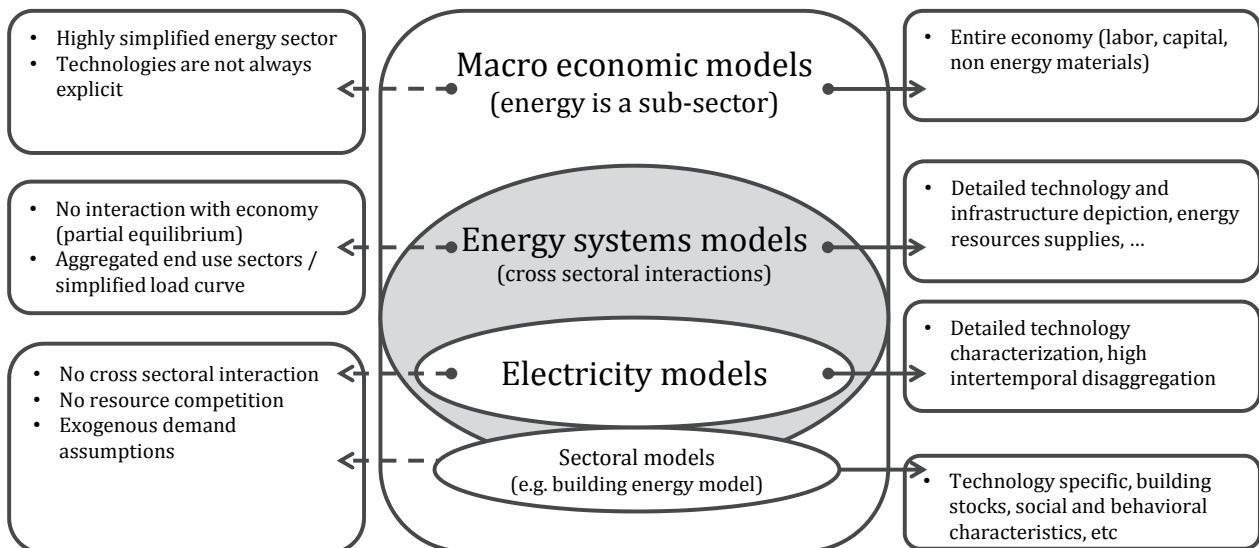 • Highly simplified energy sector
• Technologies are not always
explicit
Macro economic models
(energy is a sub-sector)
• Entire economy (labor, capital,
non energy materials)
• No interaction with economy
(partial equilibrium)
• Aggregated end use sectors /
simplified load curve
Energy systems models
(cross sectoral interactions)
• Detailed technology and
infrastructure depiction, energy
resources supplies, …
• No cross sectoral interaction
• No resource competition
• Exogenous demand
assumptions
Electricity models
• Detailed technology
characterization, high
intertemporal disaggregation
Sectoral models
(e.g. building energy model)
• Technology specific, building
stocks, social and behavioral
characteristics, etc